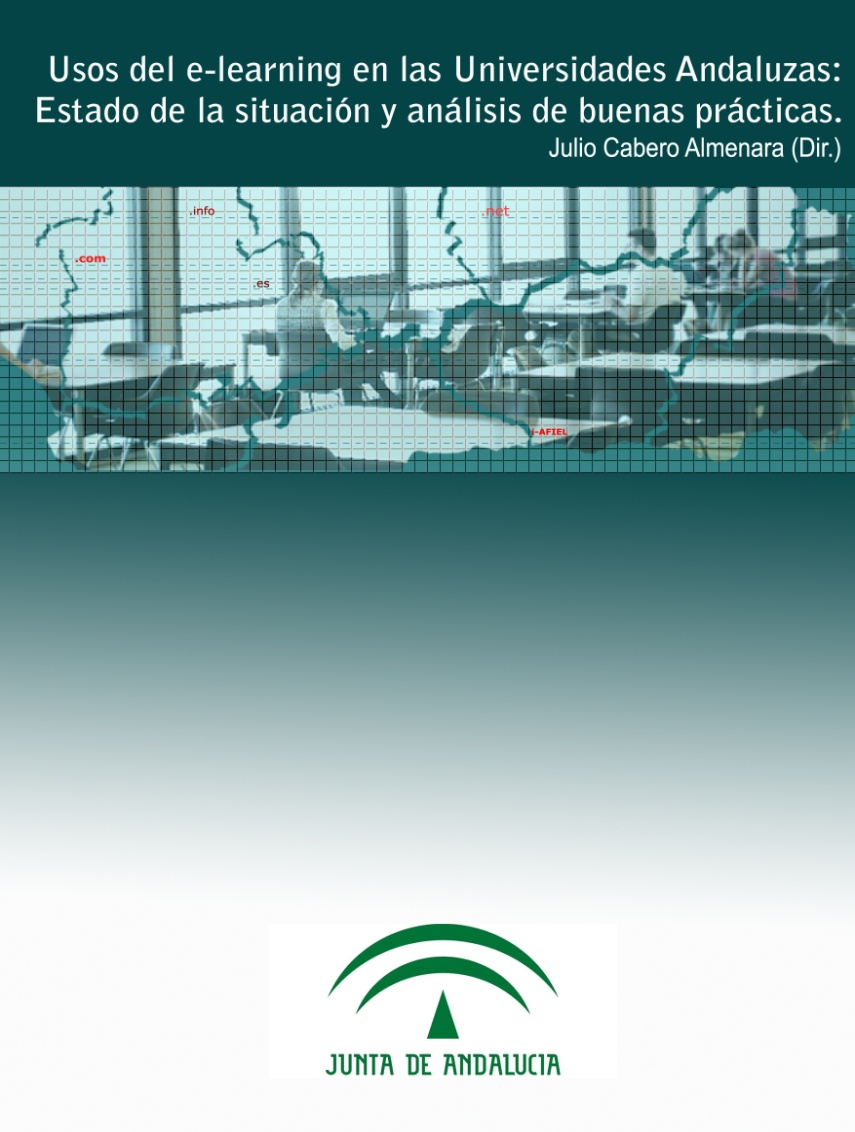 Usos del e-learning en las Universidades Andaluzas:
Estado de la situación y análisis de buenas prácticas.
Julio Cabero Almenara (Dir.)
.info
.net
.com
.es
i-AFIEL
JUNTA DE ANDALUCIA